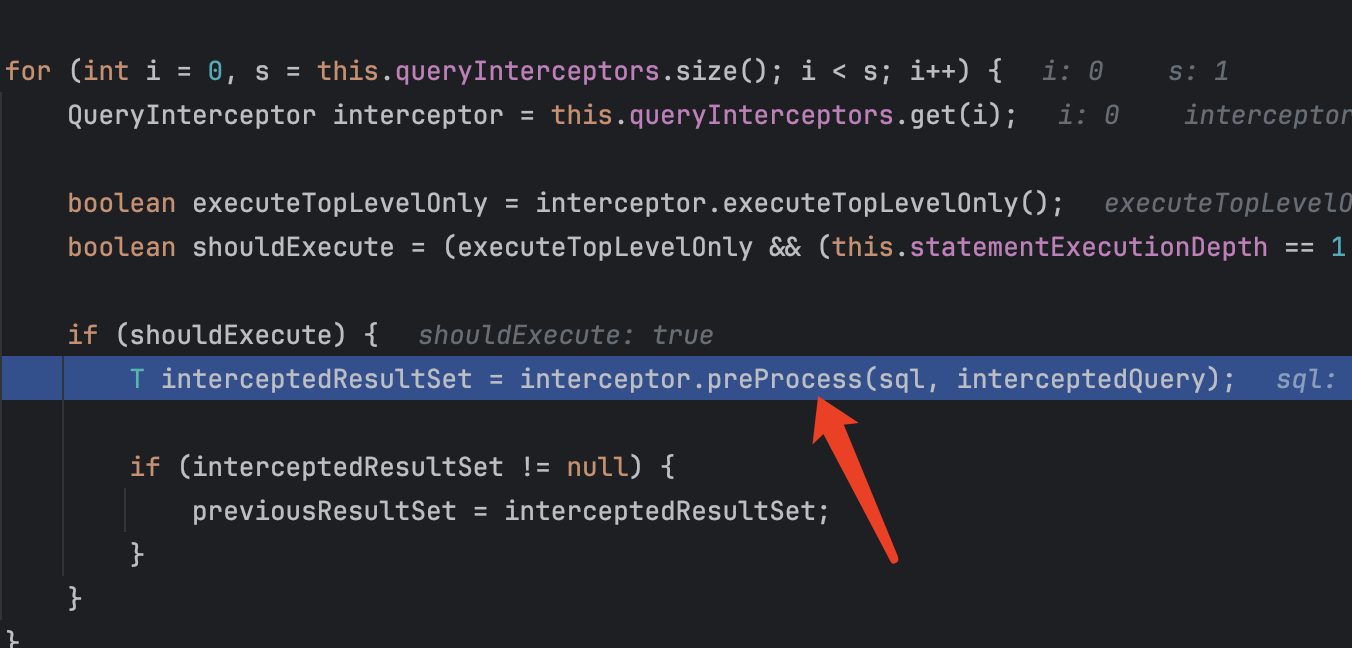 for (int i = 0, s = this.queryInterceptors.size(); i < s; i++) { i: 0 s: 1
QueryInterceptor interceptor = this.queryInterceptors.get(i); i: 0 interceptor
boolean executeTopLevelOnly = interceptor.executeTopLevelOnly(); executeTopLevelO
boolean shouldExecute = (executeTopLevelOnly && (this.statementExecutionDepth == 1
if (shouldExecute) { shouldExecute: true
T interceptedResultSet = interceptor.preProcess(sql, interceptedQuery); sql:
if (interceptedResultSet != null) {
previousResultSet = interceptedResultSet;
}
}
}